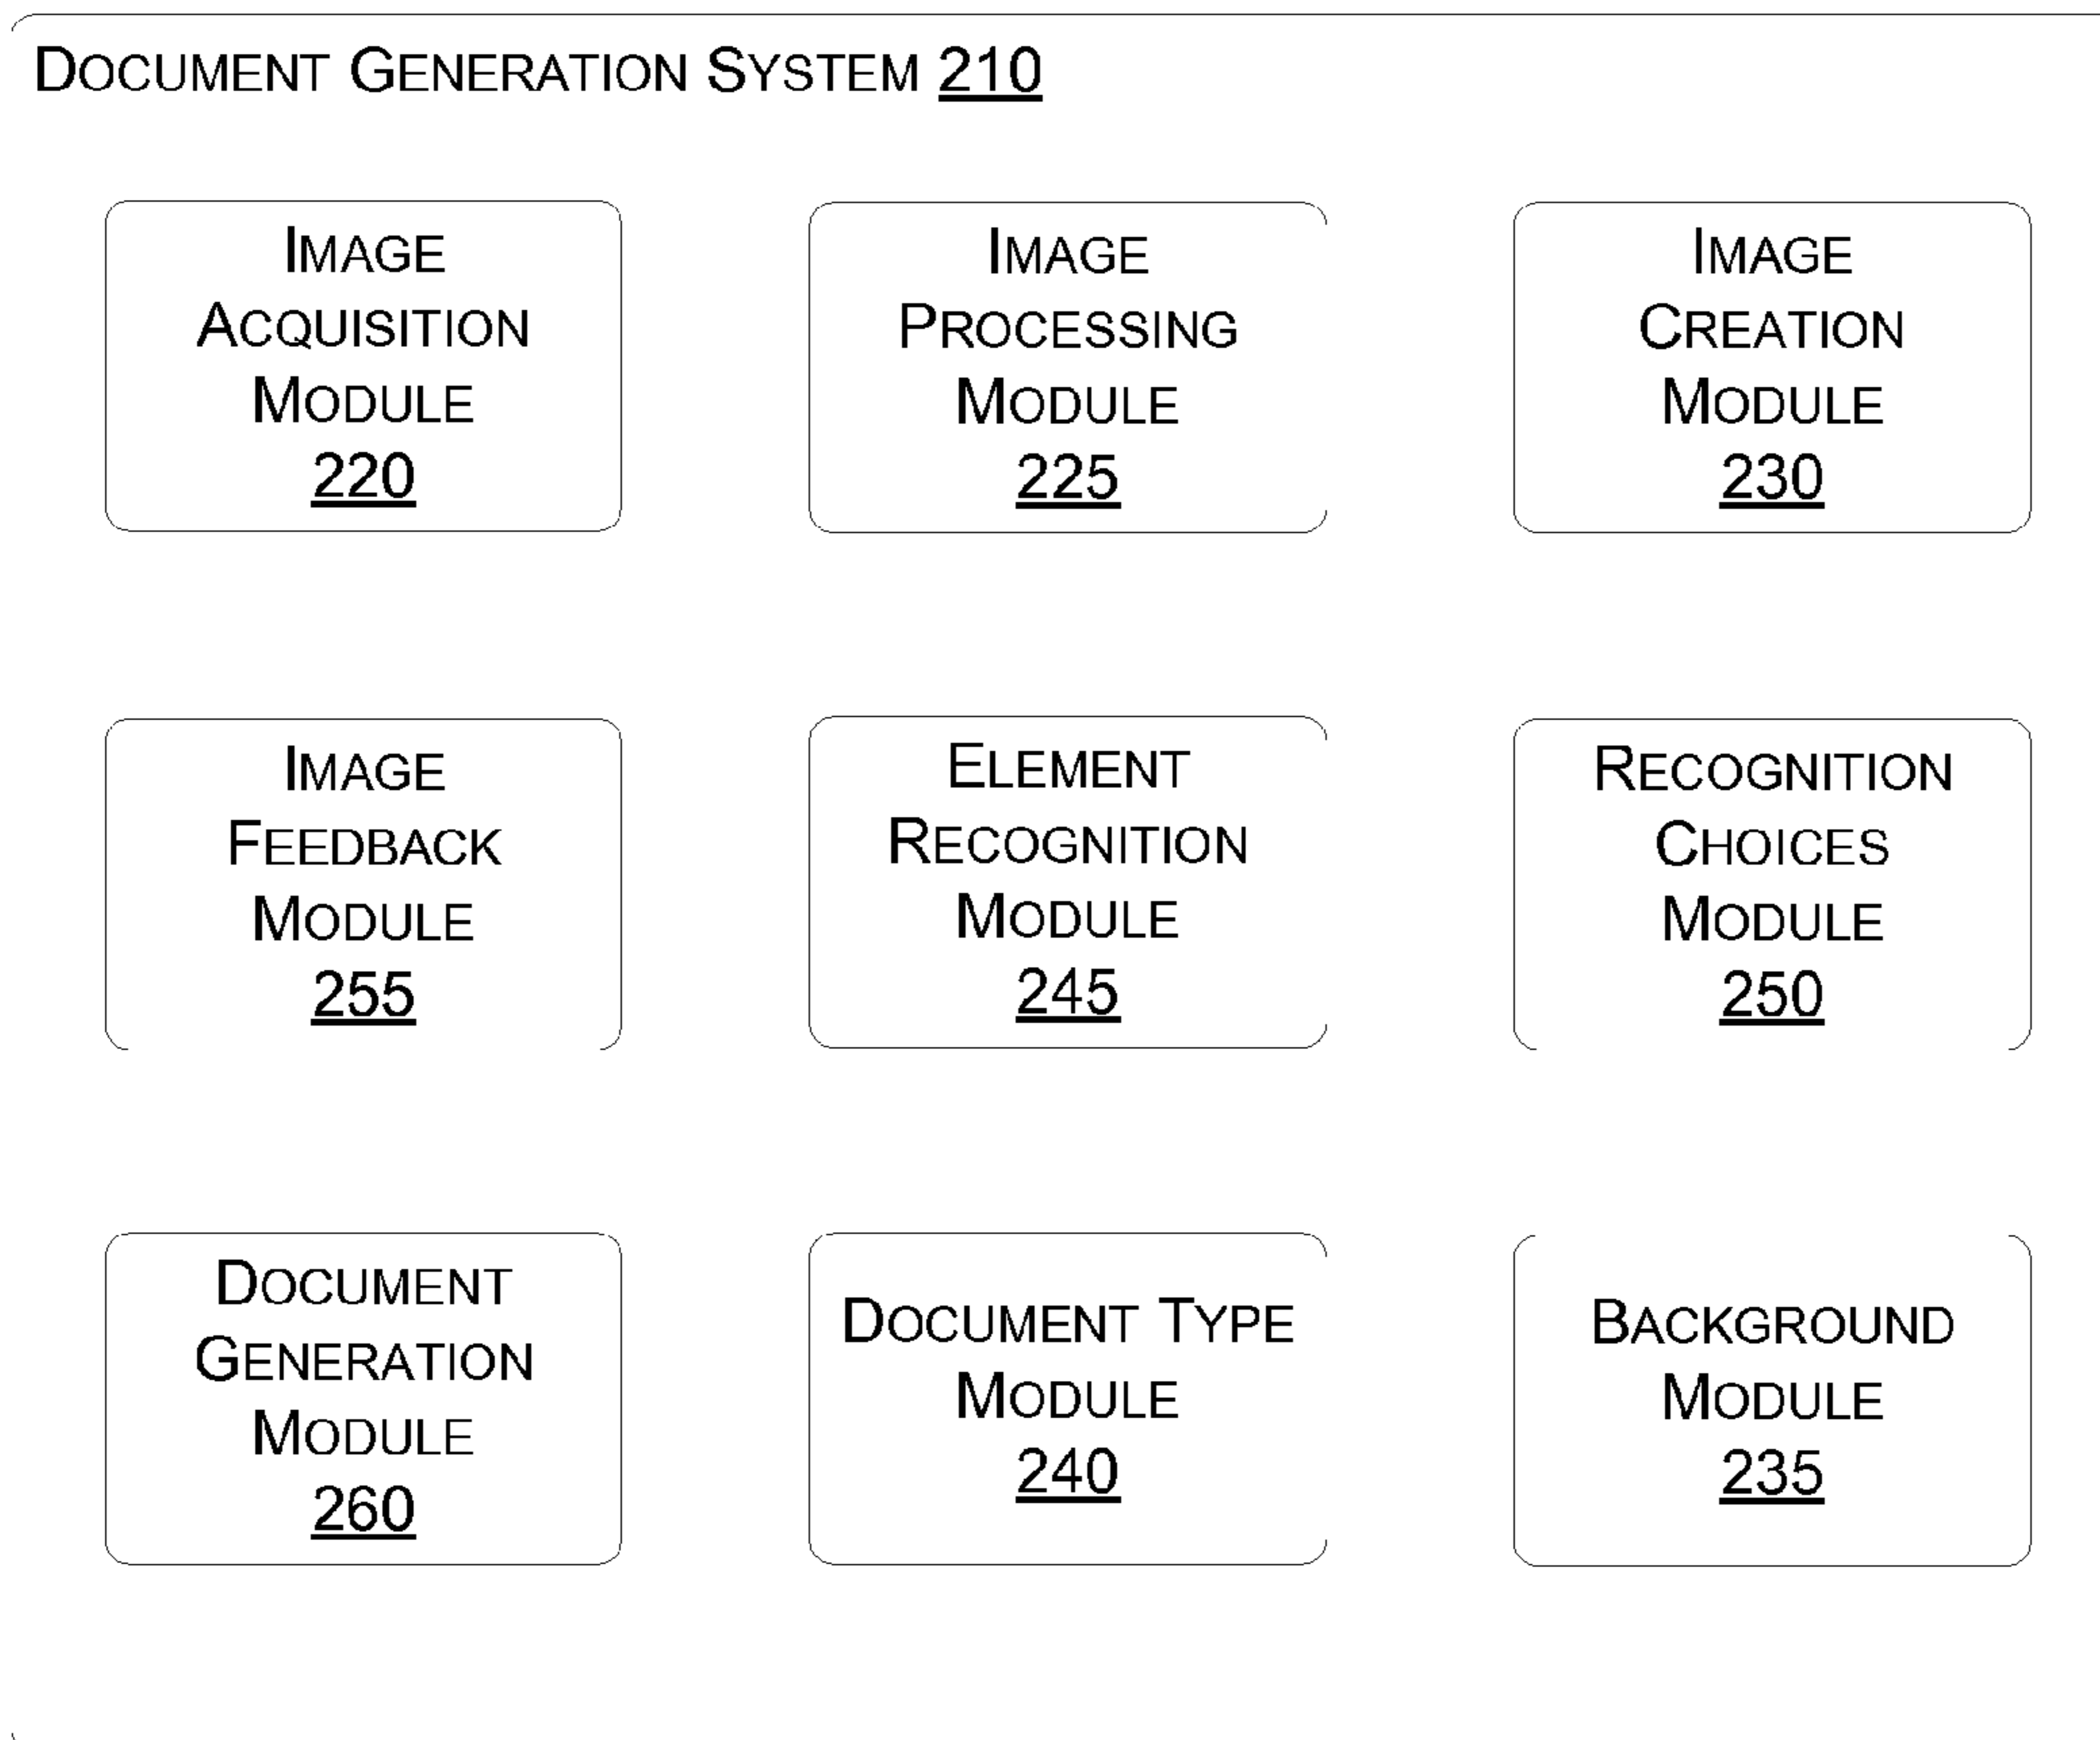 DOCUMENT GENERATION SYSTEM 210
IMAGE
ACQUISITION
MODULE
220
IMAGE
PROCESSING
MODULE
225
IMAGE
CREATION
MODULE
230
IMAGE
FEEDBACK
MODULE
255
ELEMENT
RECOGNITION
MODULE
245
RECOGNITION
CHOICES
MODULE
250
DOCUMENT
GENERATION
MODULE
260
DOCUMENT TYPE
MODULE
240
BACKGROUND
MODULE
235